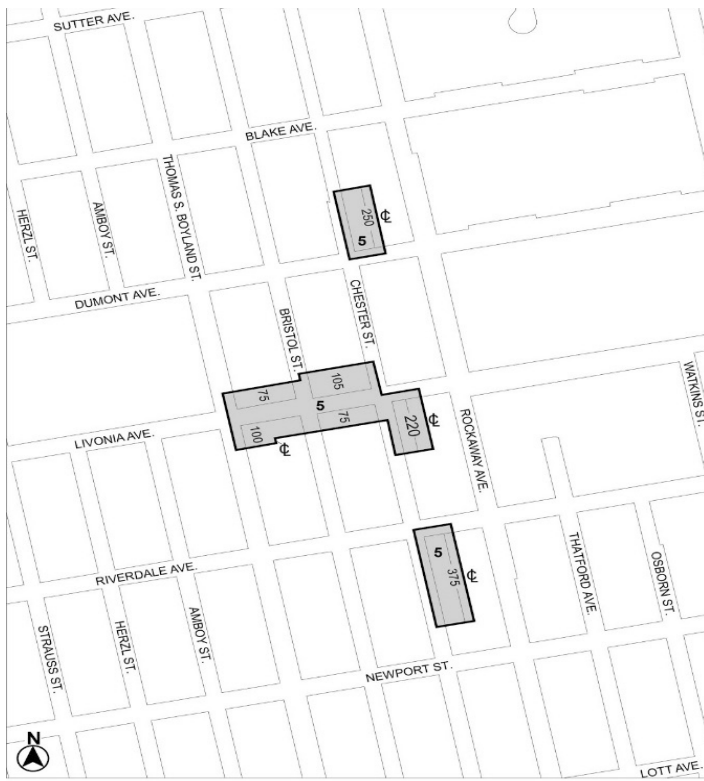 SUTTER AVE.
BLAKE AVE.
THOMAS S. BOYLAND ST.
HERZL ST.
AMBOY ST.
250
℄
5
DUMONT AVE.
BRISTOL ST.
CHESTER ST.
75
105
5
WATKINS ST.
100
75
220
℄
℄
ROCKAWAY AVE.
LIVONIA AVE.
5
375
℄
RIVERDALE AVE.
THATFORD AVE.
OSBORN ST.
STRAUSS ST.
HERZL ST.
AMBOY ST.
NEWPORT ST.
N
LOTT AVE.